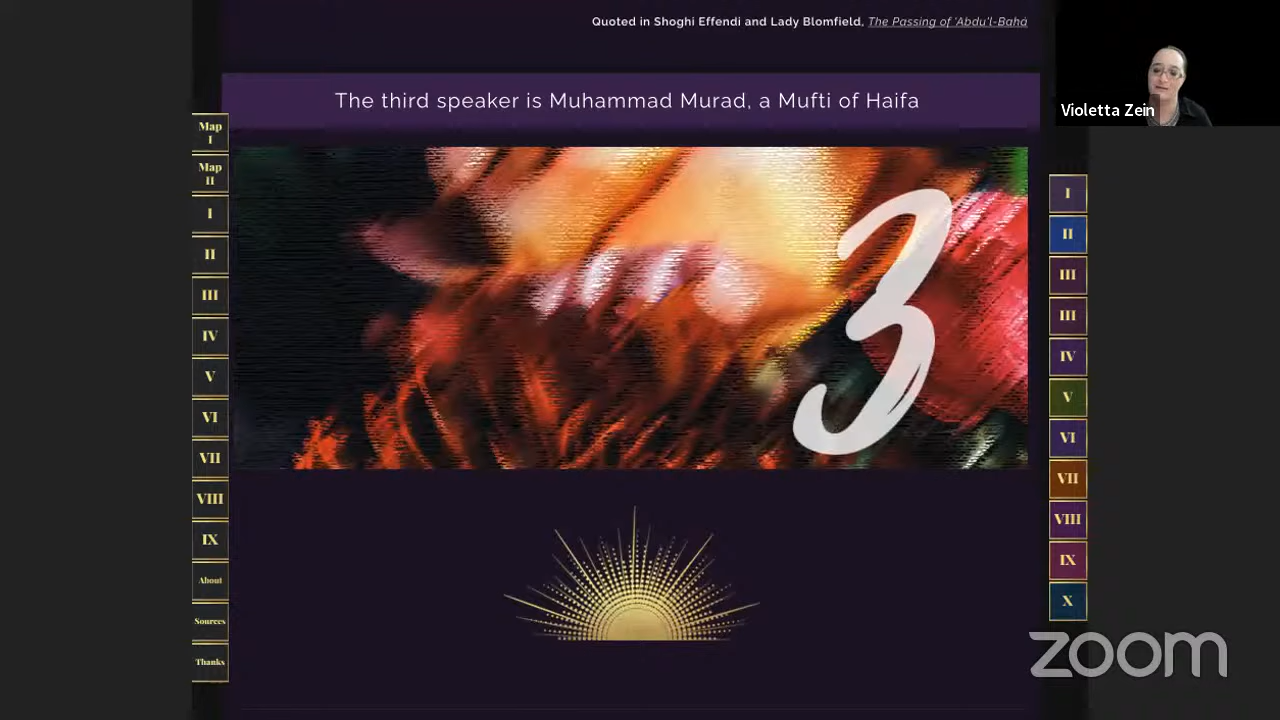 Quoted in Shoghi Effendi and Lady Blomfield, The Passing of 'Abdu'l-Bahá
The third speaker is Muhammad Murad, a Mufti of Haifa
Violetta Zein
3
Map
I
Map
II
I
II
III
IV
V
VI
VII
VIII
IX
About
Sources
Thanks
I
II
III
III
IV
V
VI
VII
VIII
IX
X
zoom